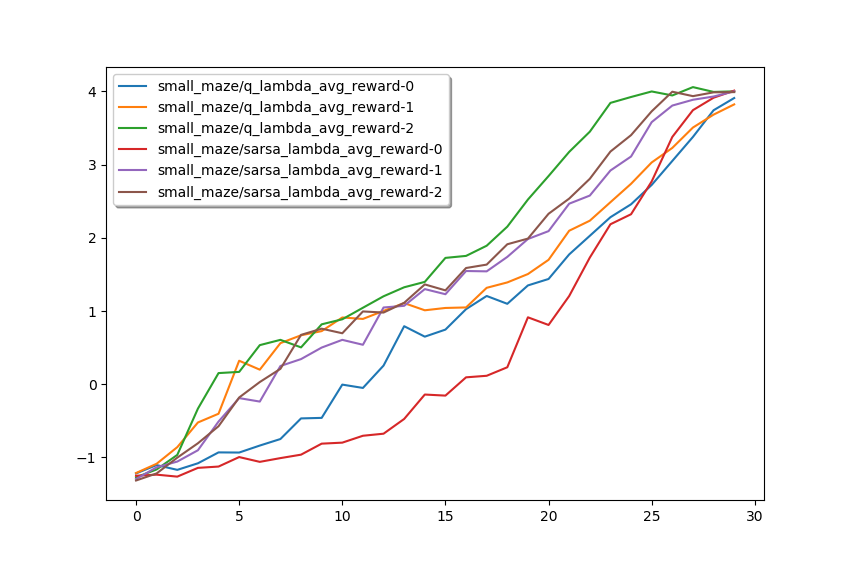 small_maze/q_lambda_avg_reward-0
small_maze/q_lambda_avg_reward-1
small_maze/q_lambda_avg_reward-2
small_maze/sarsa_lambda_avg_reward-0
small_maze/sarsa_lambda_avg_reward-1
small_maze/sarsa_lambda_avg_reward-2
4
3
2
1
0
−1
0 5 10 15 20 25 30